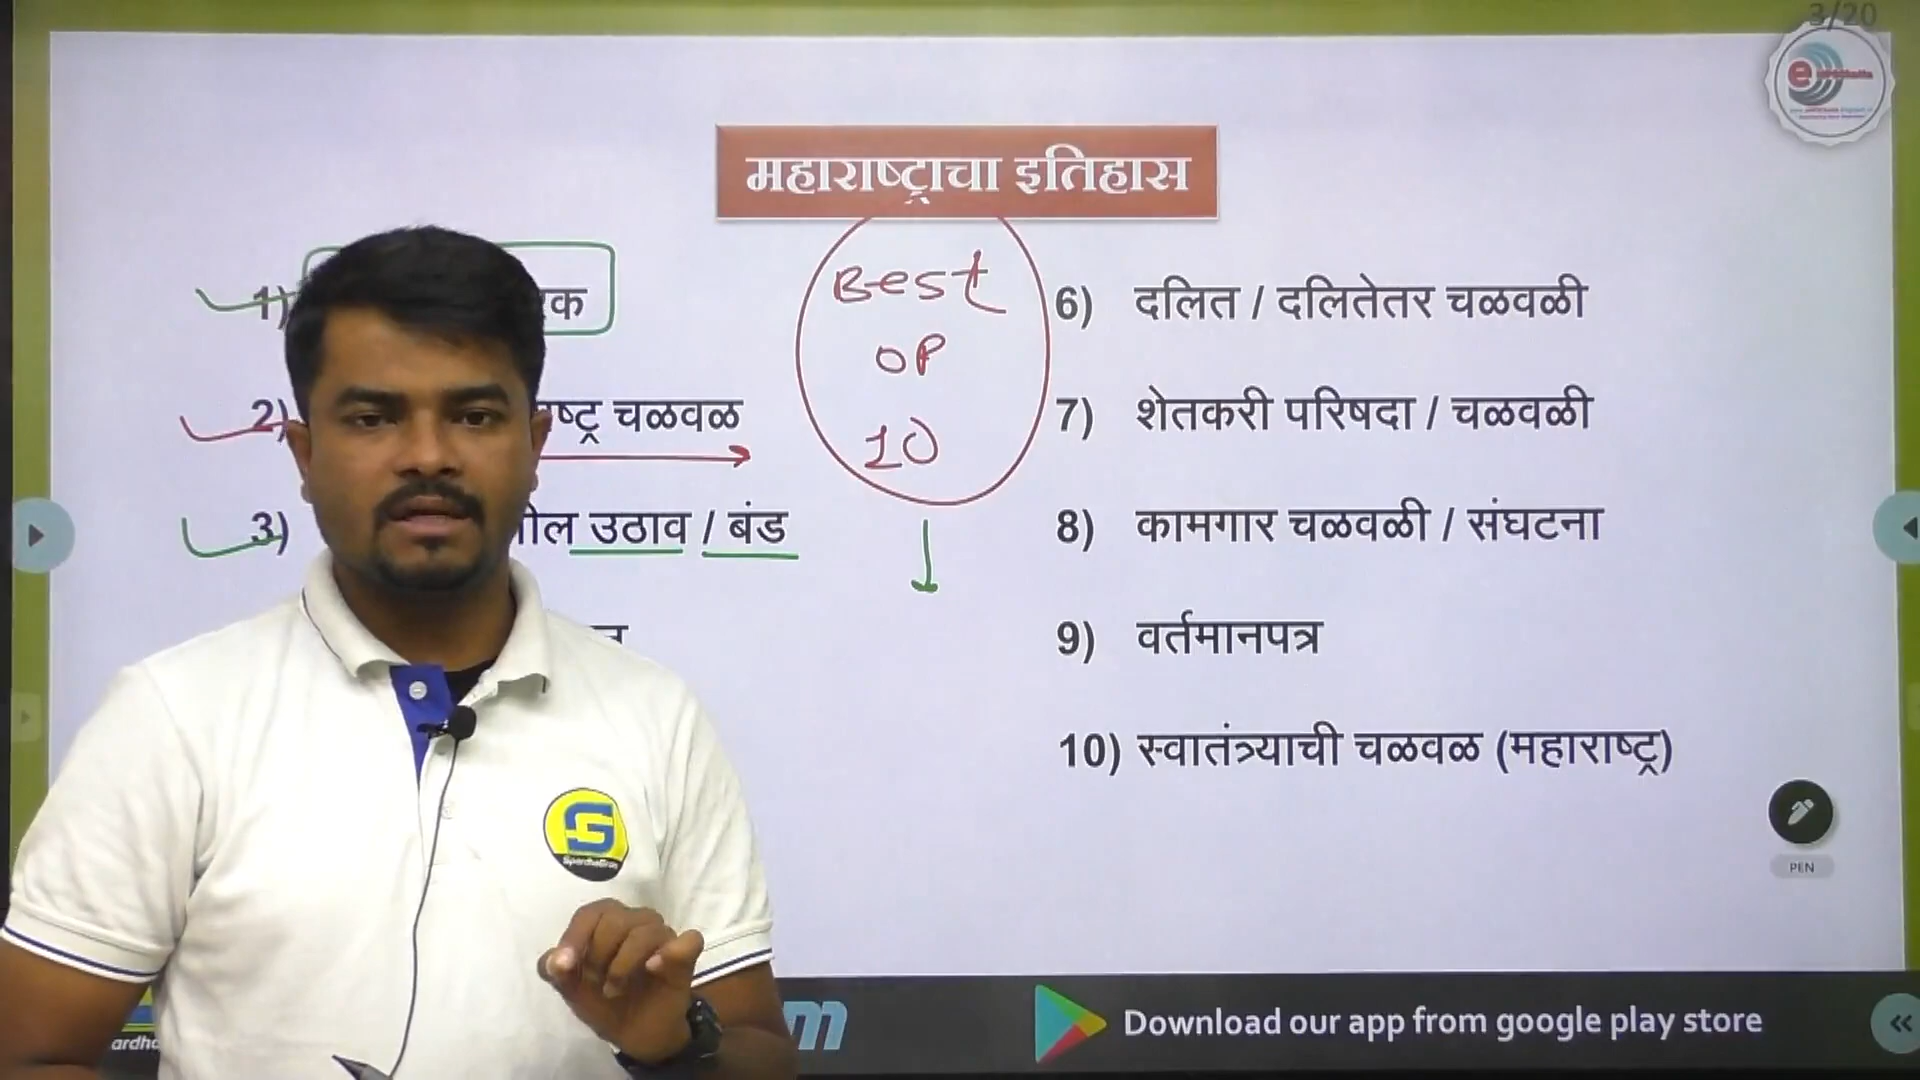 3/20
महाराष्ट्राचा इतिहास
1)
2) चळवळ
3) उठाव / बंड
Best
OF
10
6) दलित / दलितेतर चळवळी
7) शेतकरी परिषदा / चळवळी
8) कामगार चळवळी / संघटना
9) वर्तमानपत्र
10) स्वातंत्र्याची चळवळ (महाराष्ट्र)
PEN
Download our app from google play store